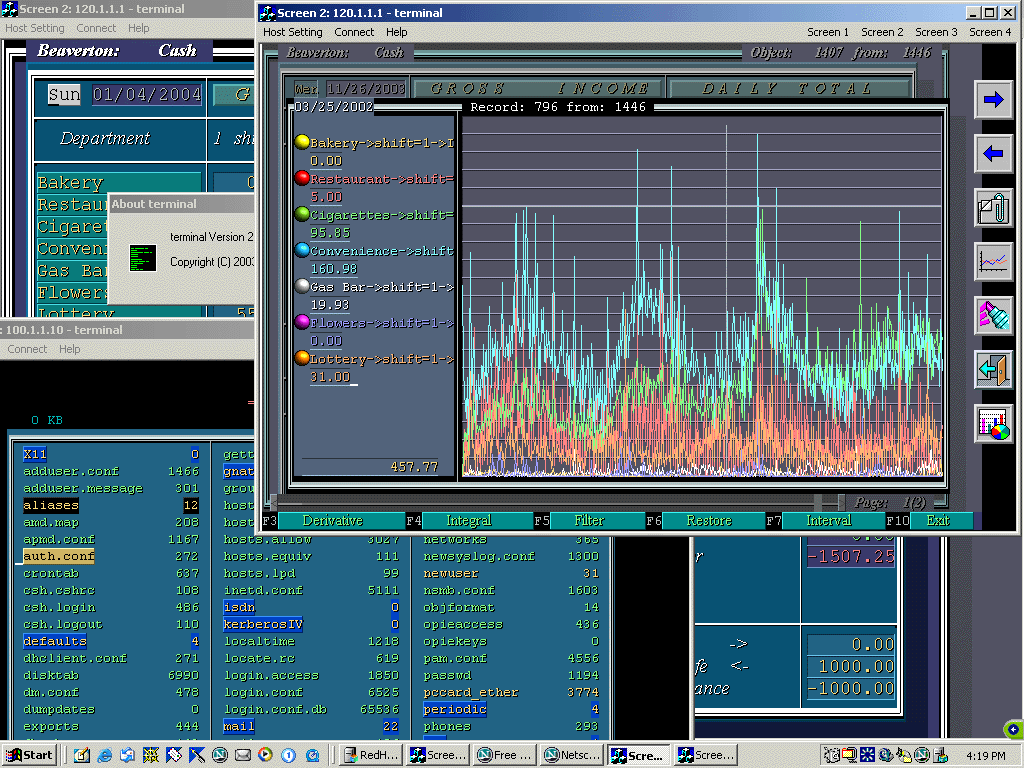 Screen 2: 120.1.1.1 - terminal
Host Setting Connect Help
Beaverton: Cash
Sun 01/04/2004 G
Department 1 shi
Bakery 0
Restau
Cigaret
Conveni
Gas Ba
Flowers
Lottery 55
About terminal
terminal Version 2
Copyright (C) 2003
Screen 2: 120.1.1.1 - terminal
Host Setting Connect Help
Screen 1 Screen 2 Screen 3 Screen 4
Beaverton: Cash Object: 1407 from: 1446
Wed 11/26/2003 GROSS INCOME DAILY TOTAL
03/25/2002 Record: 796 from: 1446
Bakery->shift=1->I
0.00
Restaurant->shift=
5.00
Cigarettes->shift=
95.85
Convenience->shift
160.98
Gas Bar->shift=1->
19.93
Flowers->shift=1->
0.00
Lottery->shift=1->
31.00
457.77
Page: 1(2)
F3 Derivative F4 Integral F5 Filter F6 Restore F7 Interval F10 Exit
: 100.1.1.10 - terminal
Connect Help
0 KB
X11 0 gett
adduser.conf 1466 gnat
adduser.message 301 grou
aliases 12 host
amd.map 208 host
apmd.conf 1167 hosts.allow 3027 networks 365
auth.conf 272 hosts.equiv 111 newsyslog.conf 1300
crontab 637 hosts.lpd 99 newuser 31
csh.cshrc 108 inetd.conf 5111 nsmb.conf 1603
csh.login 486 isdn 0 objformat 14
csh.logout 110 kerberosIV 0 opieaccess 436
defaults 4 localtime 1218 opiekeys 0
dhclient.conf 271 locate.rc 619 pam.conf 4556
disktab 6990 login.access 1850 passwd 1194
dm.conf 478 login.conf 6525 pccard_ether 3774
dumpdates 0 login.conf.db 65536 periodic 4
exports 444 mail 22 phones 293
0.00
r -1507.25
-> 0.00
fe <- 1000.00
ance -1000.00
Start RedH... Scree... Free ... Netsc... Scree... Scree... 4:19 PM